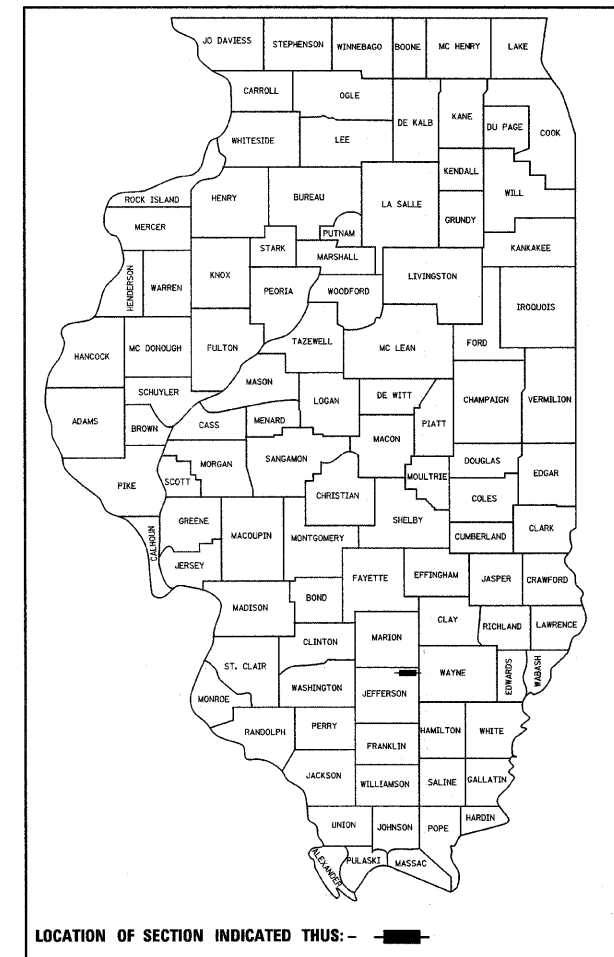 JO DAVIESS STEPHENSON WINNEBAGO BOONE MC HENRY LAKE
CARROLL OGLE DE KALB KANE DU PAGE COOK
WHITESIDE LEE
KENDALL WILL
ROCK ISLAND HENRY BUREAU LA SALLE GRUNDY
MERCER PUTNAM
STARK MARSHALL KANKAKEE
HENDERSON WARREN KNOX PEORIA WOODFORD LIVINGSTON IROQUOIS
HANCOCK MC DONOUGH FULTON TAZEWELL MC LEAN FORD
MASON
SCHUYLER LOGAN DE WITT CHAMPAIGN VERMILION
ADAMS BROWN CASS MENARD MACON PIATT
PIKE SCOTT MORGAN SANGAMON MOULTRIE DOUGLAS EDGAR
CHRISTIAN COLES
GREENE MACOUPIN MONTGOMERY SHELBY CUMBERLAND CLARK
CALHOUN JERSEY
FAYETTE EFFINGHAM JASPER CRAWFORD
MADISON BOND
CLAY RICHLAND LAWRENCE
CLINTON MARION
ST. CLAIR WAYNE EDWARDS WABASH
MONROE WASHINGTON JEFFERSON
RANDOLPH PERRY HAMILTON WHITE
FRANKLIN
JACKSON WILLIAMSON SALINE GALLATIN
UNION JOHNSON POPE HARDIN
ALEXANDER PULASKI MASSAC
LOCATION OF SECTION INDICATED THUS: -